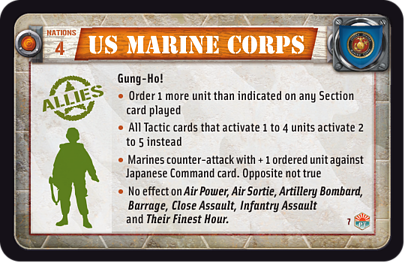 NATIONS
4
US MARINE CORPS
ALLIES
Gung-Ho!
• Order 1 more unit than indicated on any Section
card played
• All Tactic cards that activate 1 to 4 units activate 2
to 5 instead
• Marines counter-attack with + 1 ordered unit against
Japanese Command card. Opposite not true
• No effect on Air Power, Air Sortie, Artillery Bombard,
Barrage, Close Assault, Infantry Assault
and Their Finest Hour.
7